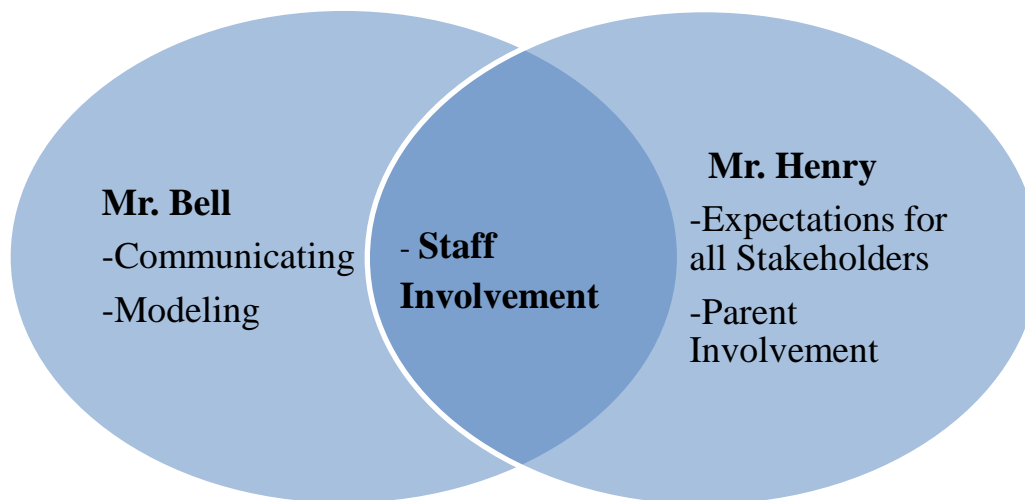 Mr. Bell
-Communicating
-Modeling
- Staff
Involvement
Mr. Henry
-Expectations for
all Stakeholders
-Parent
Involvement